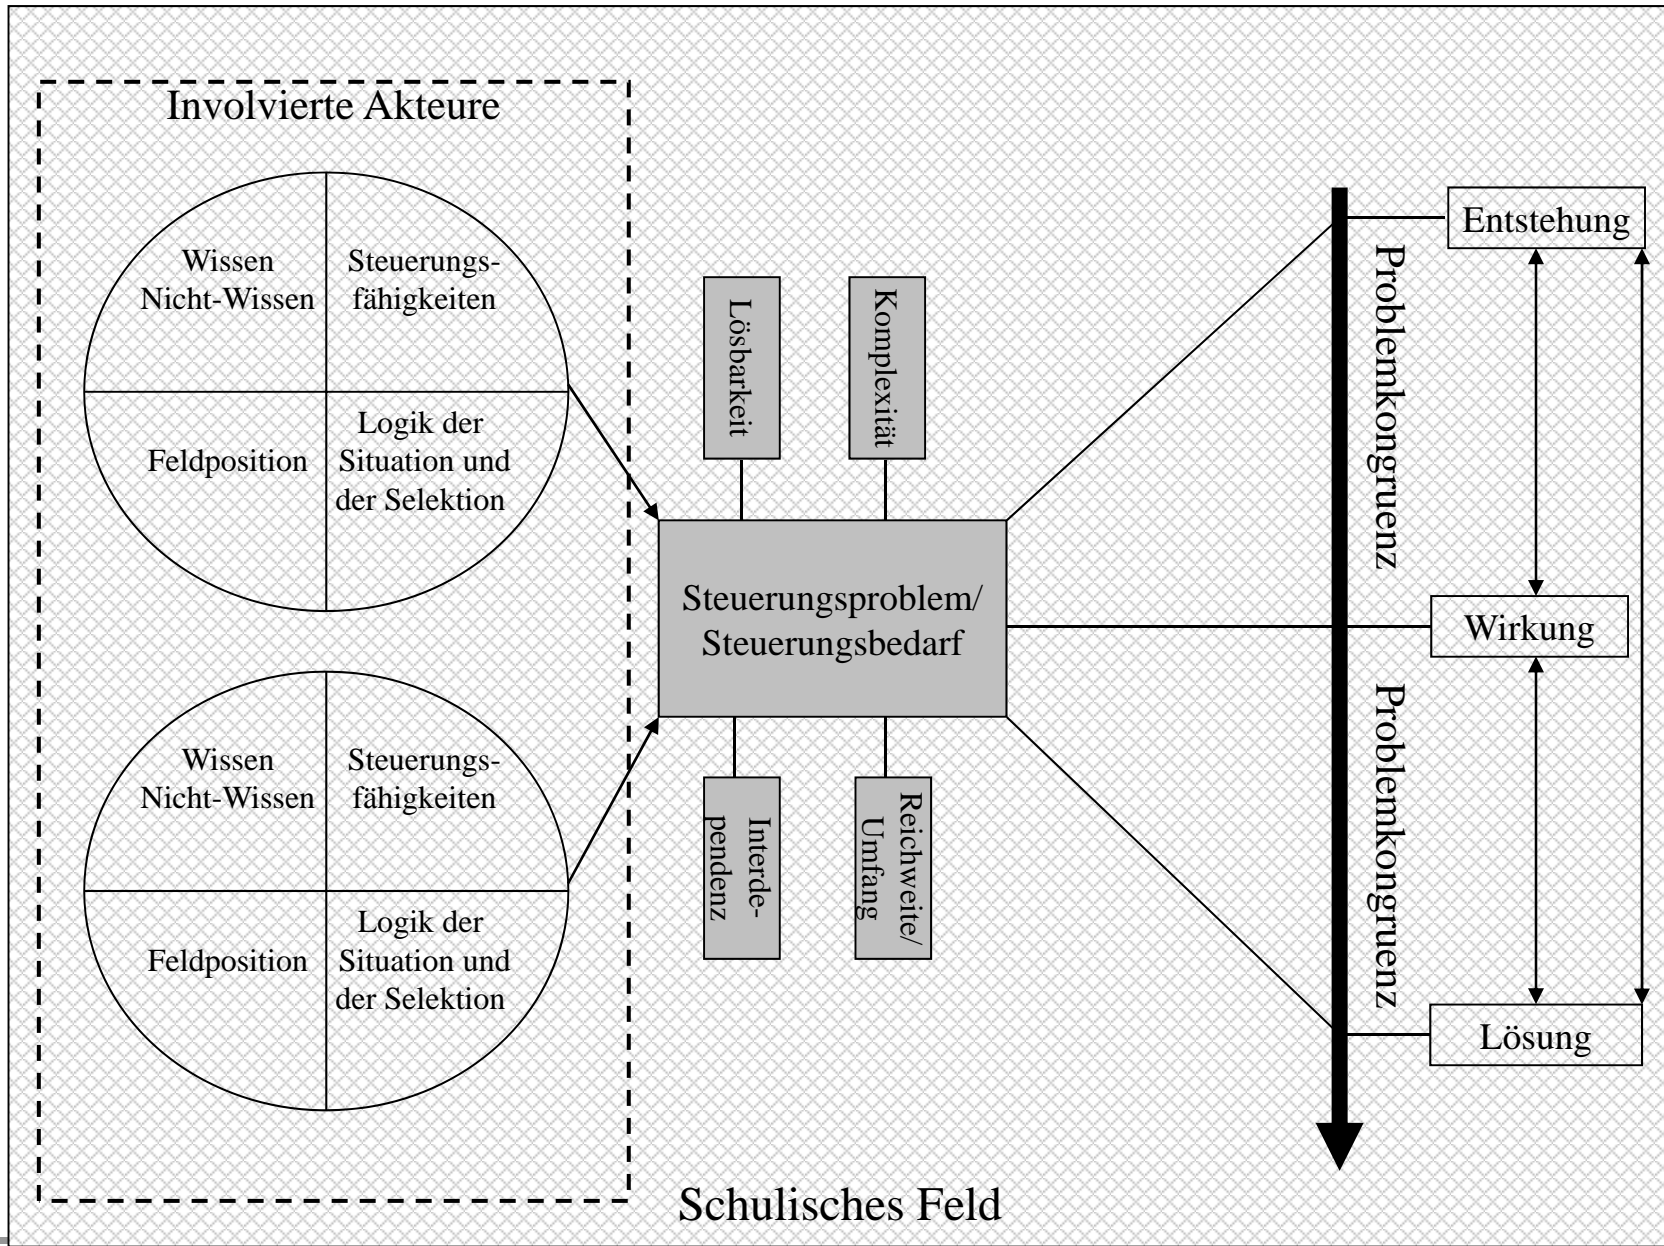 Involvierte Akteure
Wissen
Nicht-Wissen
Steuerungs-
fähigkeiten
Feldposition
Logik der
Situation und
der Selektion
Wissen
Nicht-Wissen
Steuerungs-
fähigkeiten
Feldposition
Logik der
Situation und
der Selektion
Lösbarkeit
Komplexität
Steuerungsproblem/
Steuerungsbedarf
Interde-
pendenz
Reichweite/
Umfang
Problemkongruenz
Problemkongruenz
Entstehung
Wirkung
Lösung
Schulisches Feld